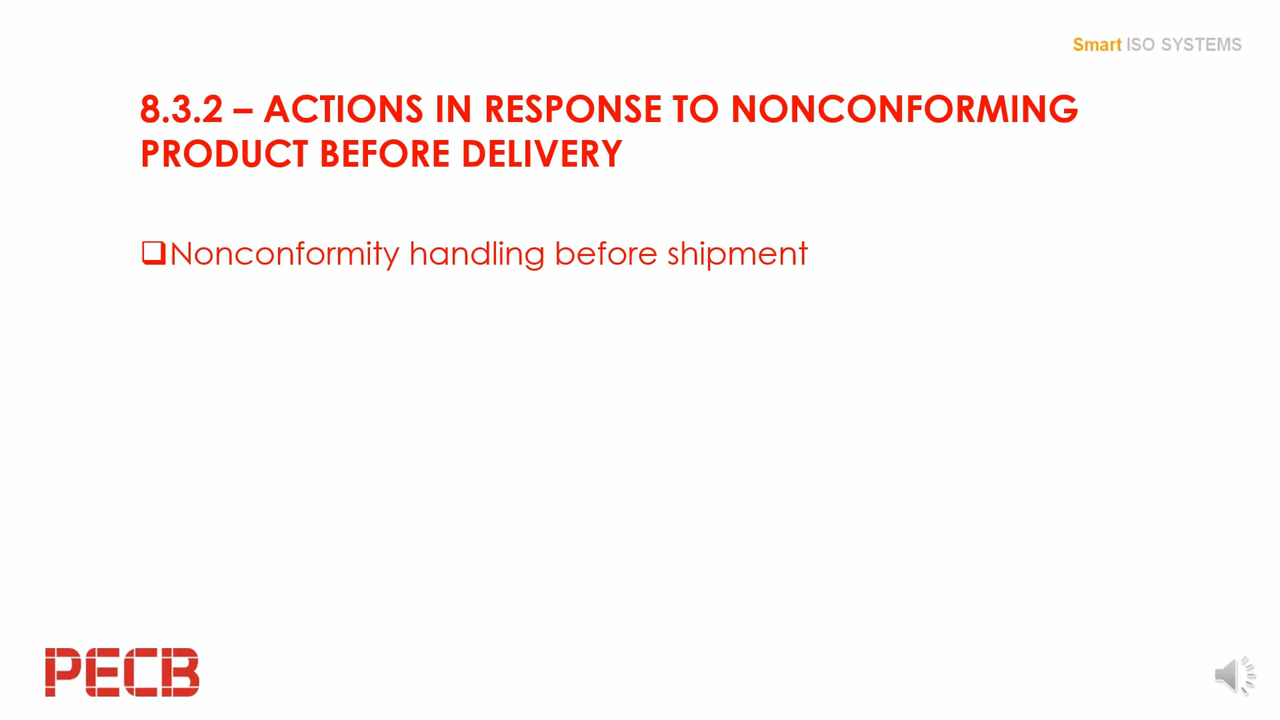 Smart ISO SYSTEMS
8.3.2 – ACTIONS IN RESPONSE TO NONCONFORMING
PRODUCT BEFORE DELIVERY
❑Nonconformity handling before shipment
PECB